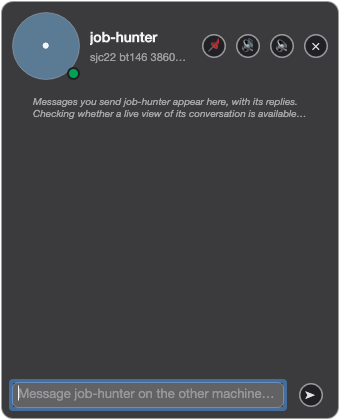 job-hunter
sjc22 bt146 3860…
Messages you send job-hunter appear here, with its replies.
Checking whether a live view of its conversation is available…
Message job-hunter on the other machine…